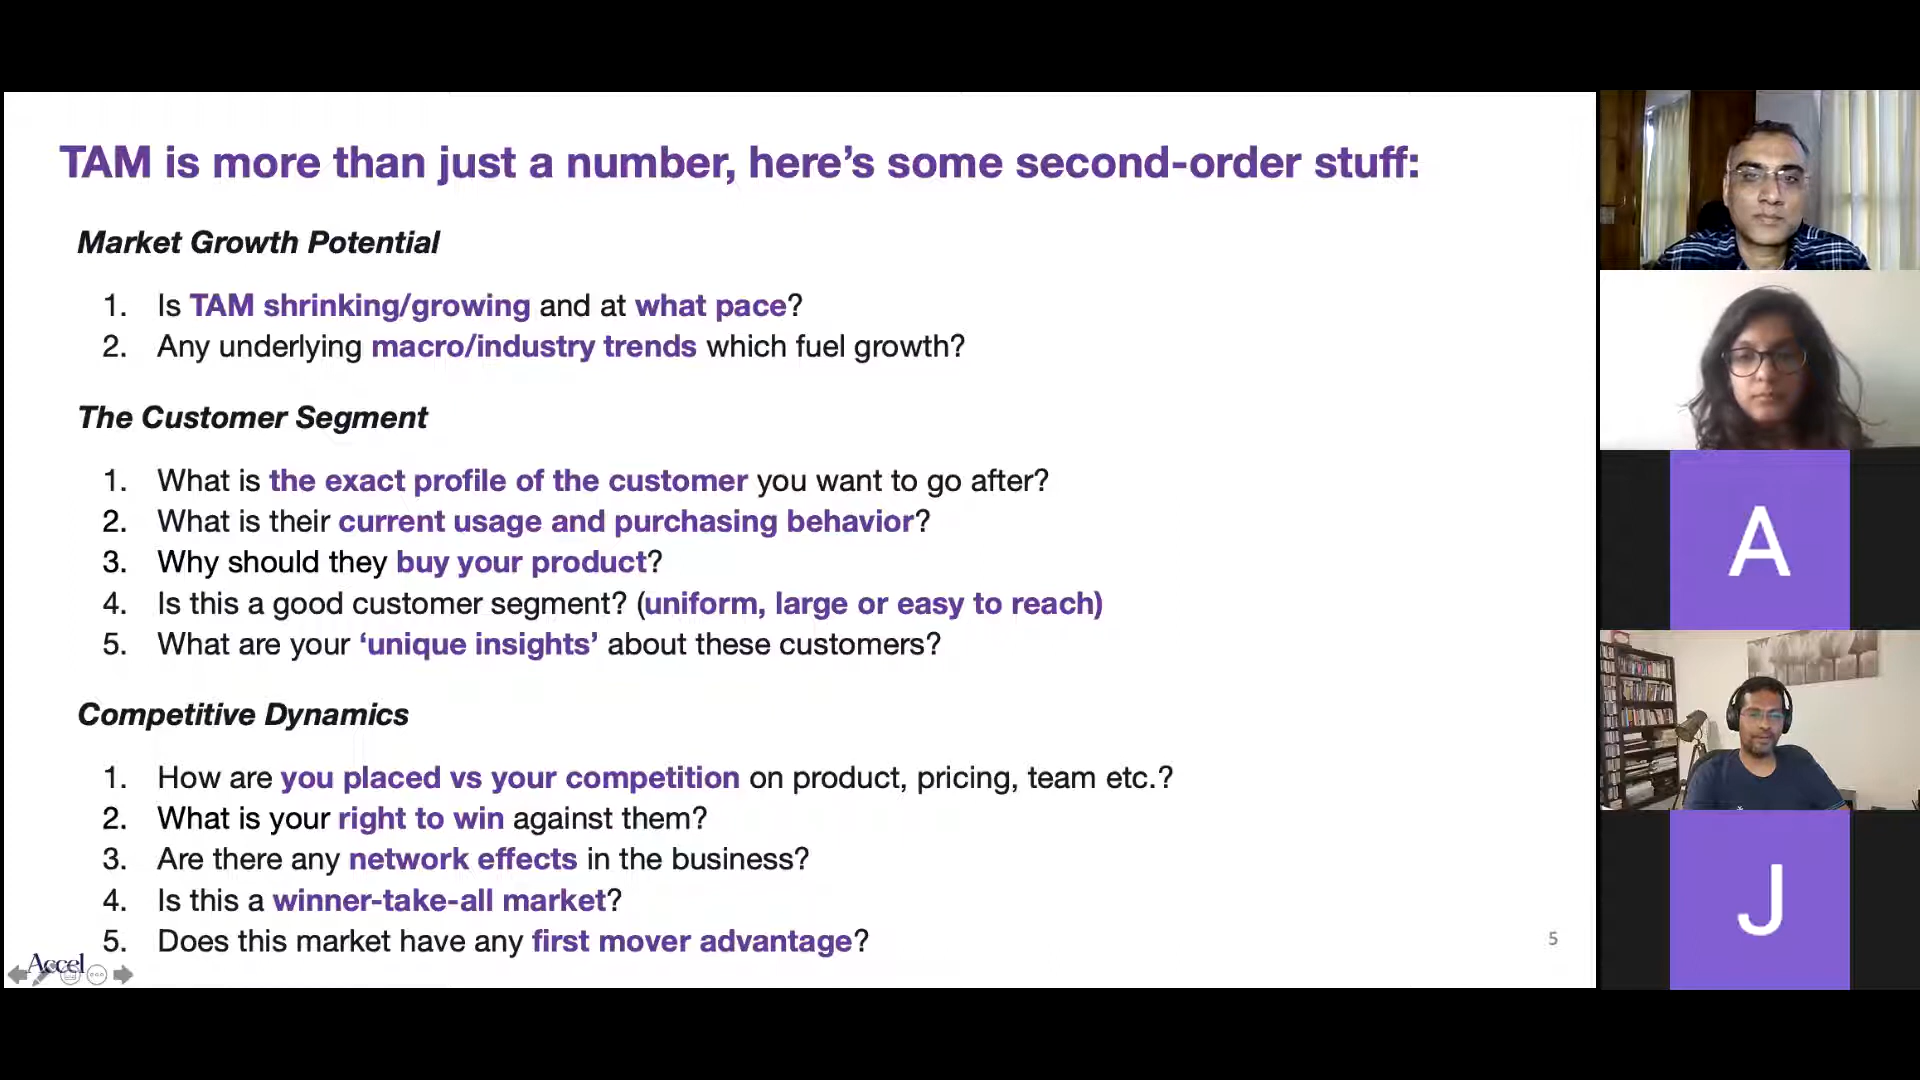 TAM is more than just a number, here’s some second-order stuff:
Market Growth Potential
1. Is TAM shrinking/growing and at what pace?
2. Any underlying macro/industry trends which fuel growth?
The Customer Segment
1. What is the exact profile of the customer you want to go after?
2. What is their current usage and purchasing behavior?
3. Why should they buy your product?
4. Is this a good customer segment? (uniform, large or easy to reach)
5. What are your ‘unique insights’ about these customers?
Competitive Dynamics
1. How are you placed vs your competition on product, pricing, team etc.?
2. What is your right to win against them?
3. Are there any network effects in the business?
4. Is this a winner-take-all market?
5. Does this market have any first mover advantage?
Accel
5
A
J